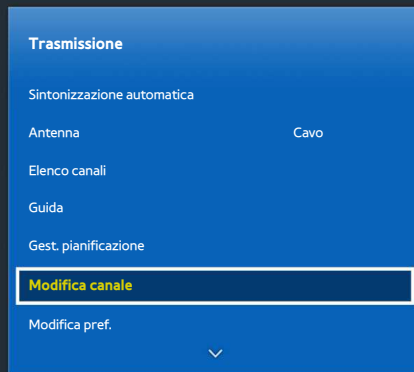 Trasmissione
Sintonizzazione automatica
Antenna Cavo
Elenco canali
Guida
Gest. pianificazione
Modifica canale
Modifica pref.